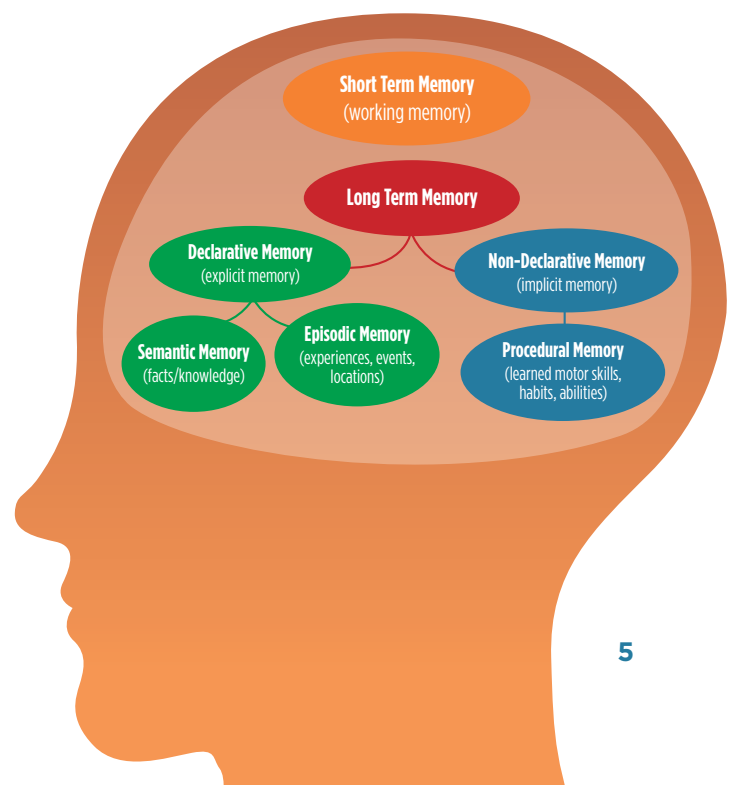 Short Term Memory
(working memory)
Long Term Memory
Declarative Memory
(explicit memory)
Non-Declarative Memory
(implicit memory)
Semantic Memory
(facts/knowledge)
Episodic Memory
(experiences, events,
locations)
Procedural Memory
(learned motor skills,
habits, abilities)
5